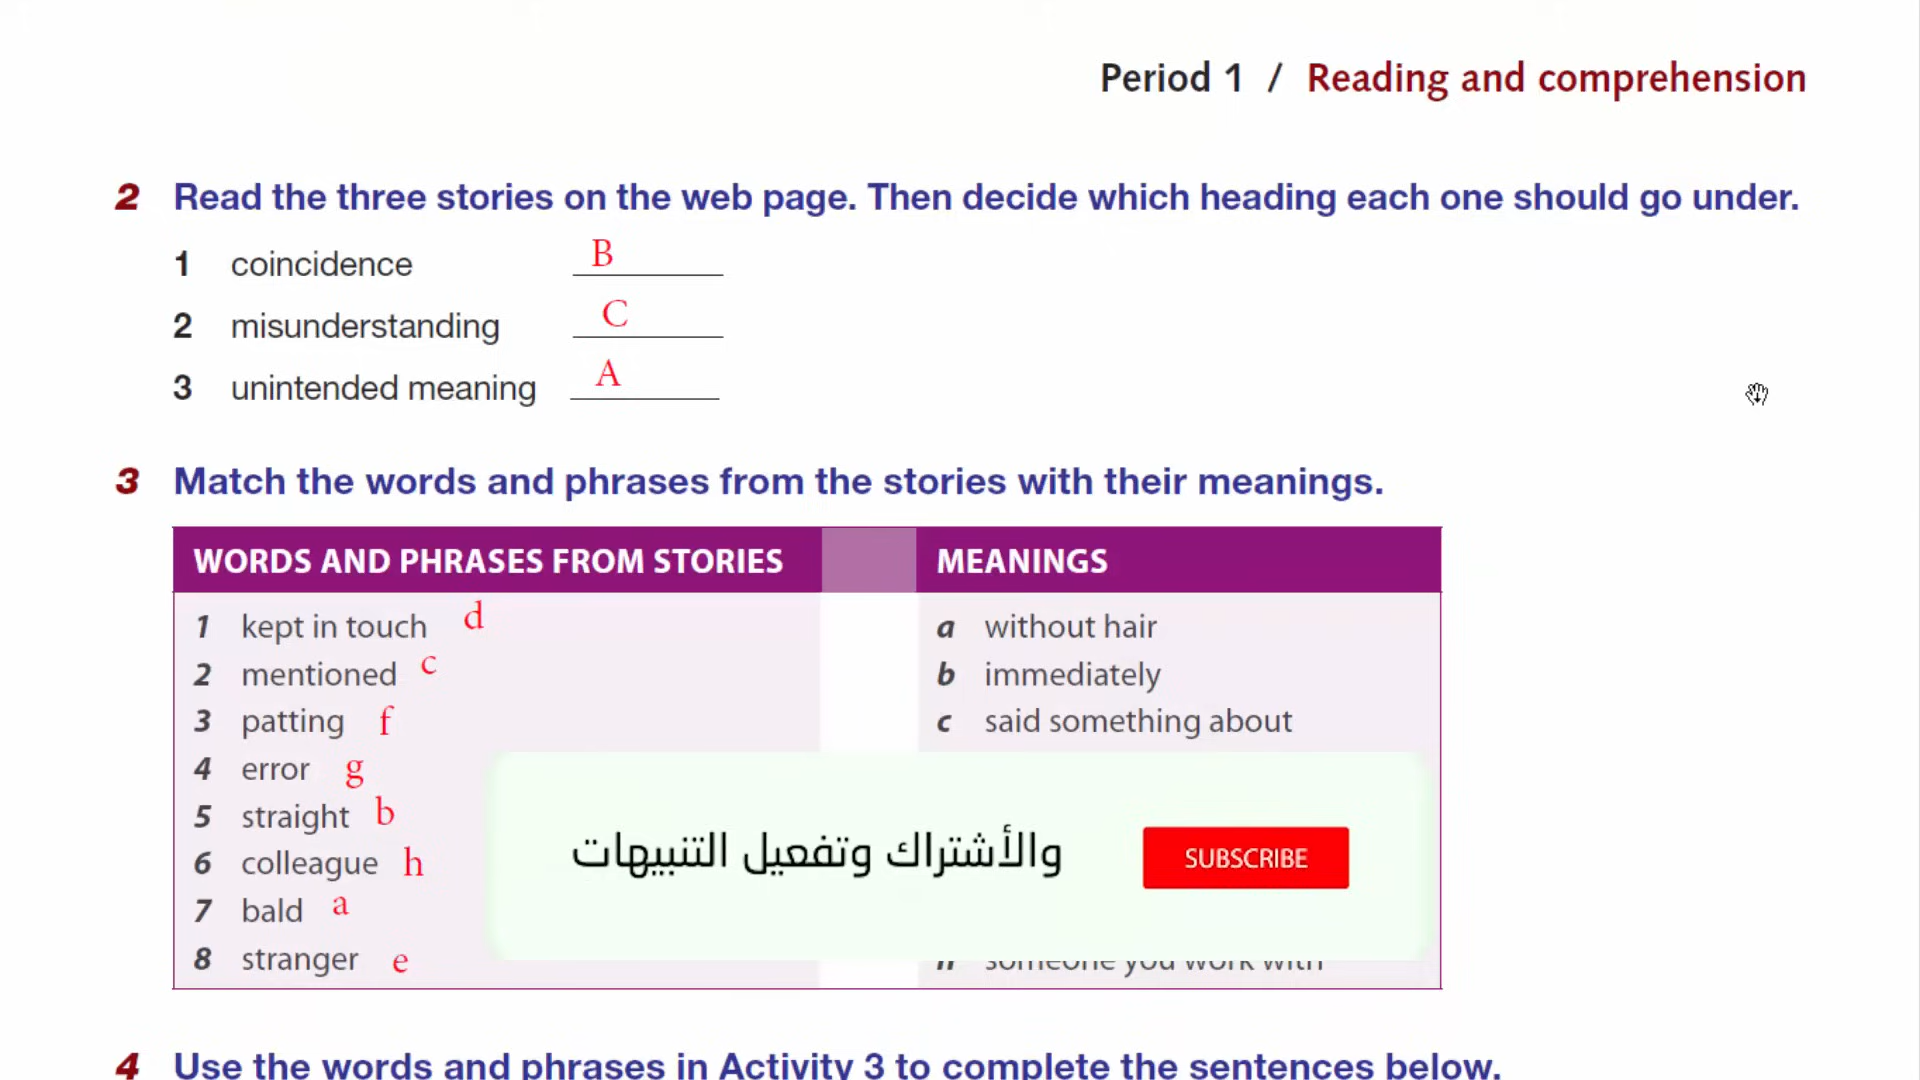 Period 1 / Reading and comprehension
2 Read the three stories on the web page. Then decide which heading each one should go under.
1 coincidence B
2 misunderstanding C
3 unintended meaning A
3 Match the words and phrases from the stories with their meanings.
WORDS AND PHRASES FROM STORIES MEANINGS
1 kept in touch d a without hair
2 mentioned c b immediately
3 patting f c said something about
4 error g
5 straight b
6 colleague h
7 bald a
8 stranger e h someone you work with
والأشتراك وتفعيل التنبيهات SUBSCRIBE
4 Use the words and phrases in Activity 3 to complete the sentences below.